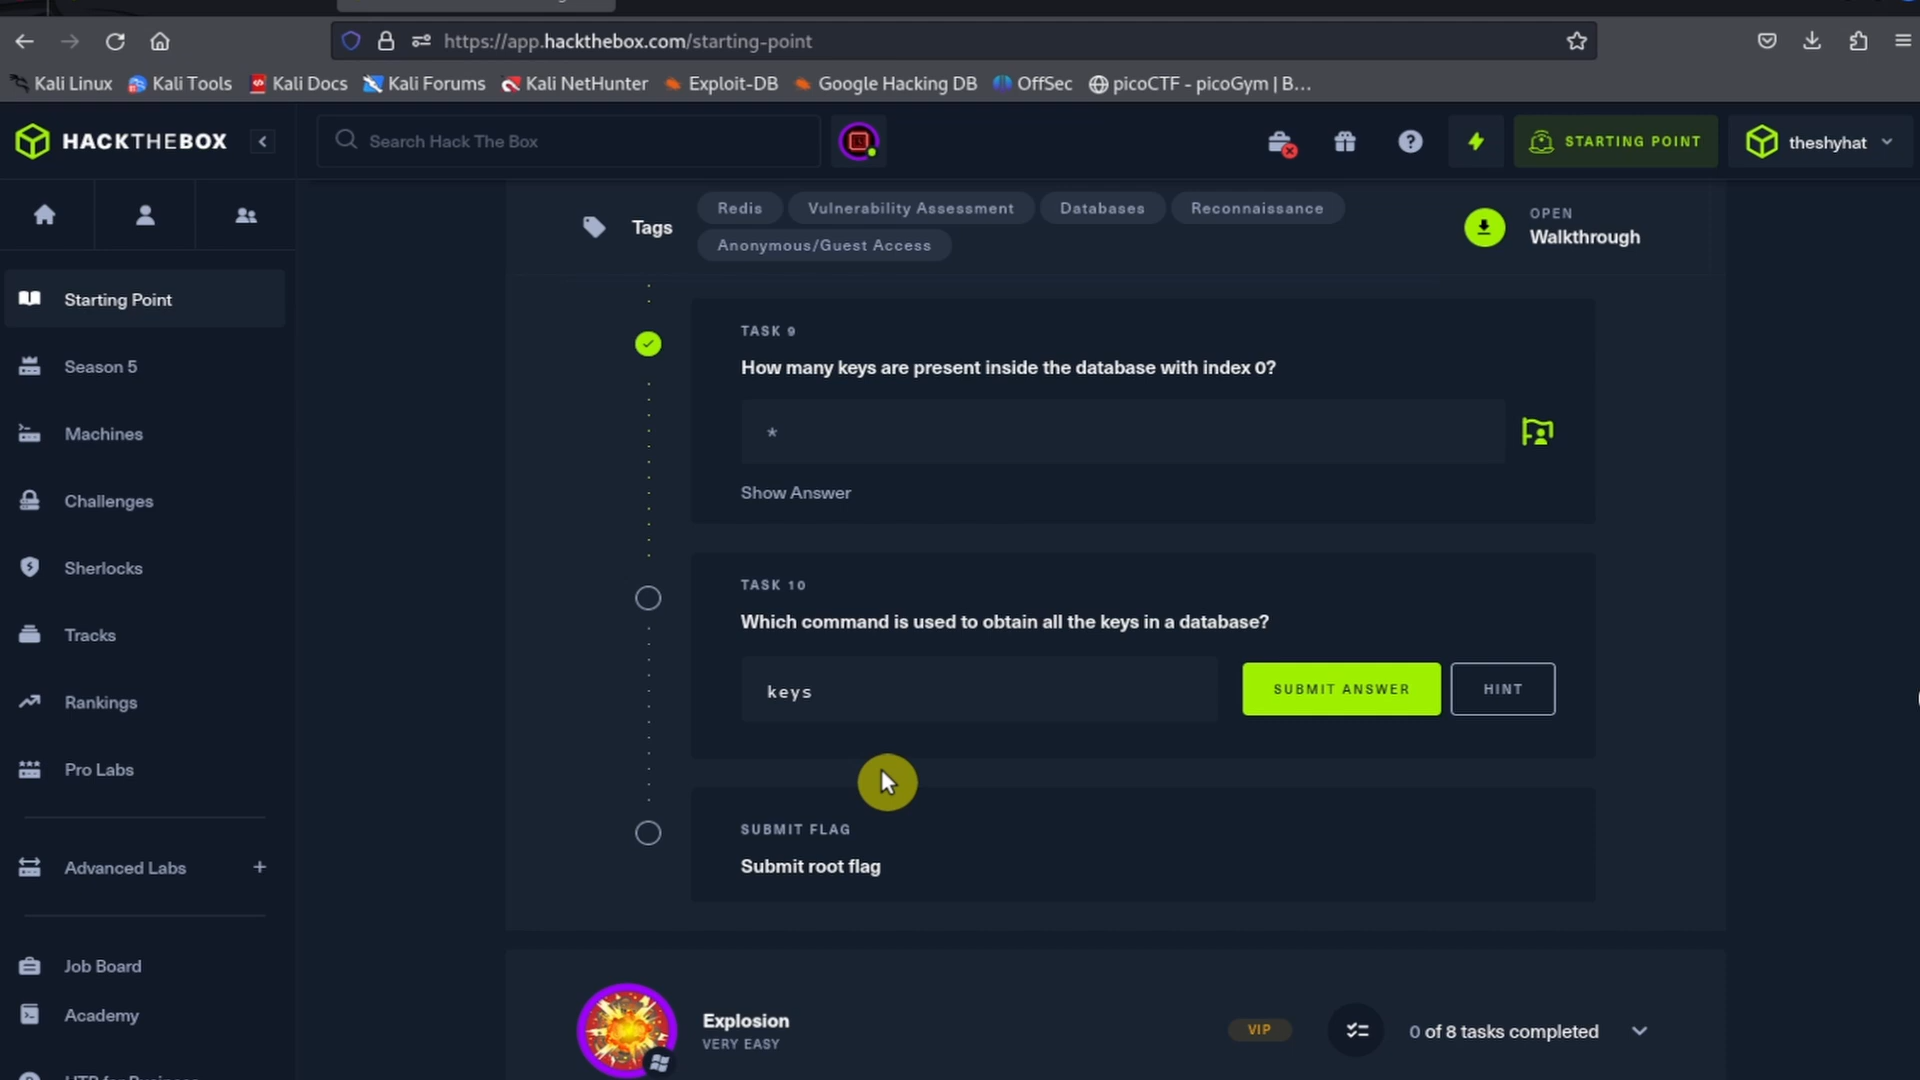 https://app.hackthebox.com/starting-point
Kali Linux Kali Tools Kali Docs Kali Forums Kali NetHunter Exploit-DB Google Hacking DB OffSec picoCTF - picoGym | B...
HACKTHEBOX
Search Hack The Box
STARTING POINT
theshyhat
Tags
Redis
Vulnerability Assessment
Databases
Reconnaissance
Anonymous/Guest Access
OPEN
Walkthrough
Starting Point
Season 5
Machines
Challenges
Sherlocks
Tracks
Rankings
Pro Labs
Advanced Labs +
Job Board
Academy
TASK 9
How many keys are present inside the database with index 0?
*
Show Answer
TASK 10
Which command is used to obtain all the keys in a database?
keys
SUBMIT ANSWER
HINT
SUBMIT FLAG
Submit root flag
Explosion
VERY EASY
VIP
0 of 8 tasks completed